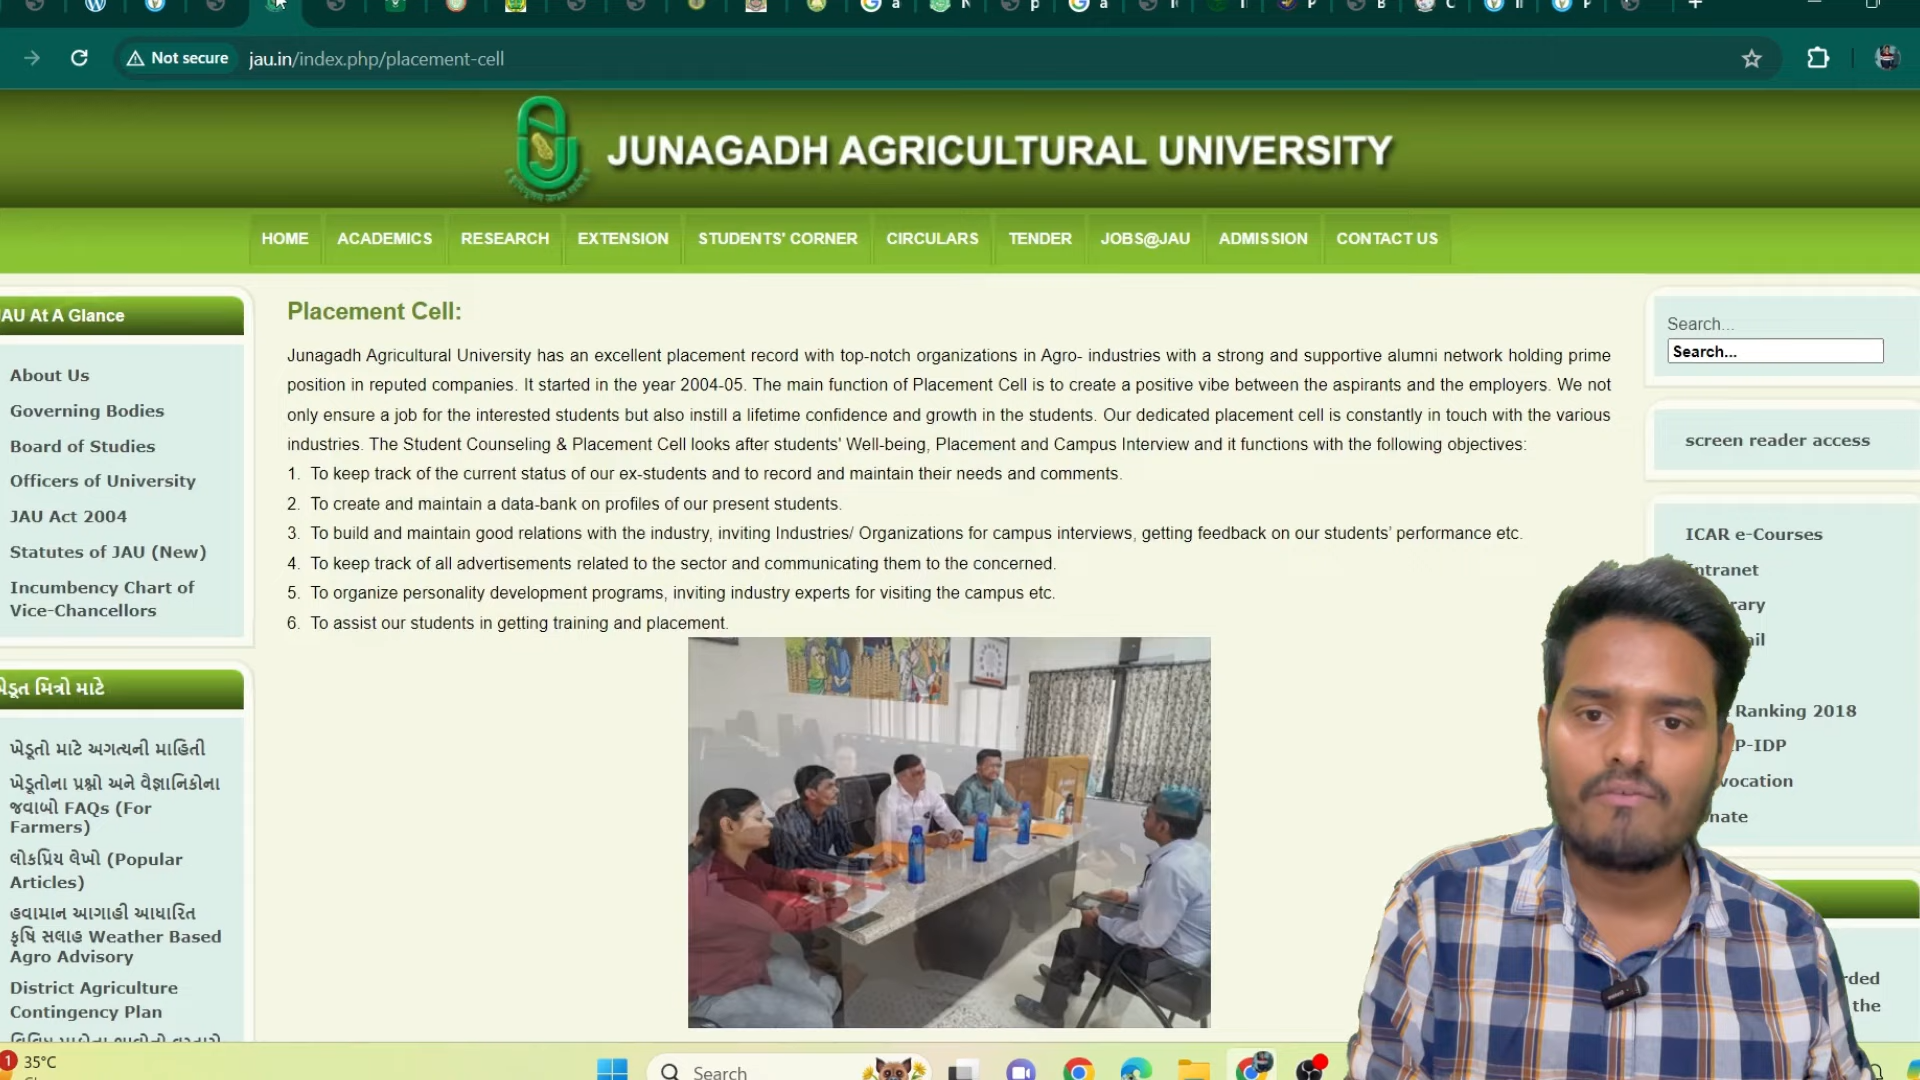 Not secure
jau.in/index.php/placement-cell
JUNAGADH AGRICULTURAL UNIVERSITY
HOME ACADEMICS RESEARCH EXTENSION STUDENTS' CORNER CIRCULARS TENDER JOBS@JAU ADMISSION CONTACT US
AU At A Glance
About Us
Governing Bodies
Board of Studies
Officers of University
JAU Act 2004
Statutes of JAU (New)
Incumbency Chart of
Vice-Chancellors
ખેડૂત મિત્રો માટે
ખેડૂતો માટે અગત્યની માહિતી
ખેડૂતોના પ્રશ્નો અને વૈજ્ઞાનિકોના
જવાબો FAQs (For
Farmers)
લોકપ્રિય લેખો (Popular
Articles)
હવામાન આગાહી આધારિત
કૃષિ સલાહ Weather Based
Agro Advisory
District Agriculture
Contingency Plan
Placement Cell:
Junagadh Agricultural University has an excellent placement record with top-notch organizations in Agro- industries with a strong and supportive alumni network holding prime
position in reputed companies. It started in the year 2004-05. The main function of Placement Cell is to create a positive vibe between the aspirants and the employers. We not
only ensure a job for the interested students but also instill a lifetime confidence and growth in the students. Our dedicated placement cell is constantly in touch with the various
industries. The Student Counseling & Placement Cell looks after students' Well-being, Placement and Campus Interview and it functions with the following objectives:
1. To keep track of the current status of our ex-students and to record and maintain their needs and comments.
2. To create and maintain a data-bank on profiles of our present students.
3. To build and maintain good relations with the industry, inviting Industries/ Organizations for campus interviews, getting feedback on our students' performance etc.
4. To keep track of all advertisements related to the sector and communicating them to the concerned.
5. To organize personality development programs, inviting industry experts for visiting the campus etc.
6. To assist our students in getting training and placement.
Search...
Search...
screen reader access
ICAR e-Courses
ntranet
rary
ail
Ranking 2018
P-IDP
vocation
nate
rded
the
1
35°C
Search